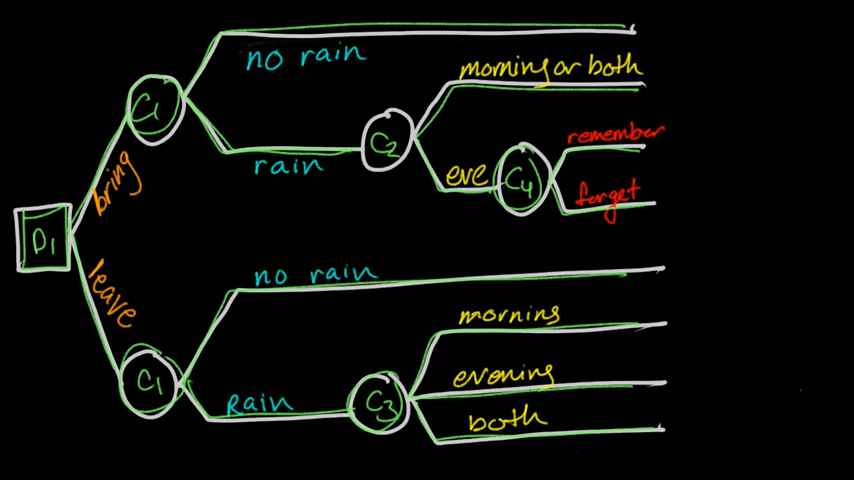 no rain
C1
morning or both
rain
C2
remember
eve
C4
forget
bring
D1
leave
no rain
morning
C1
evening
Rain
C3
both